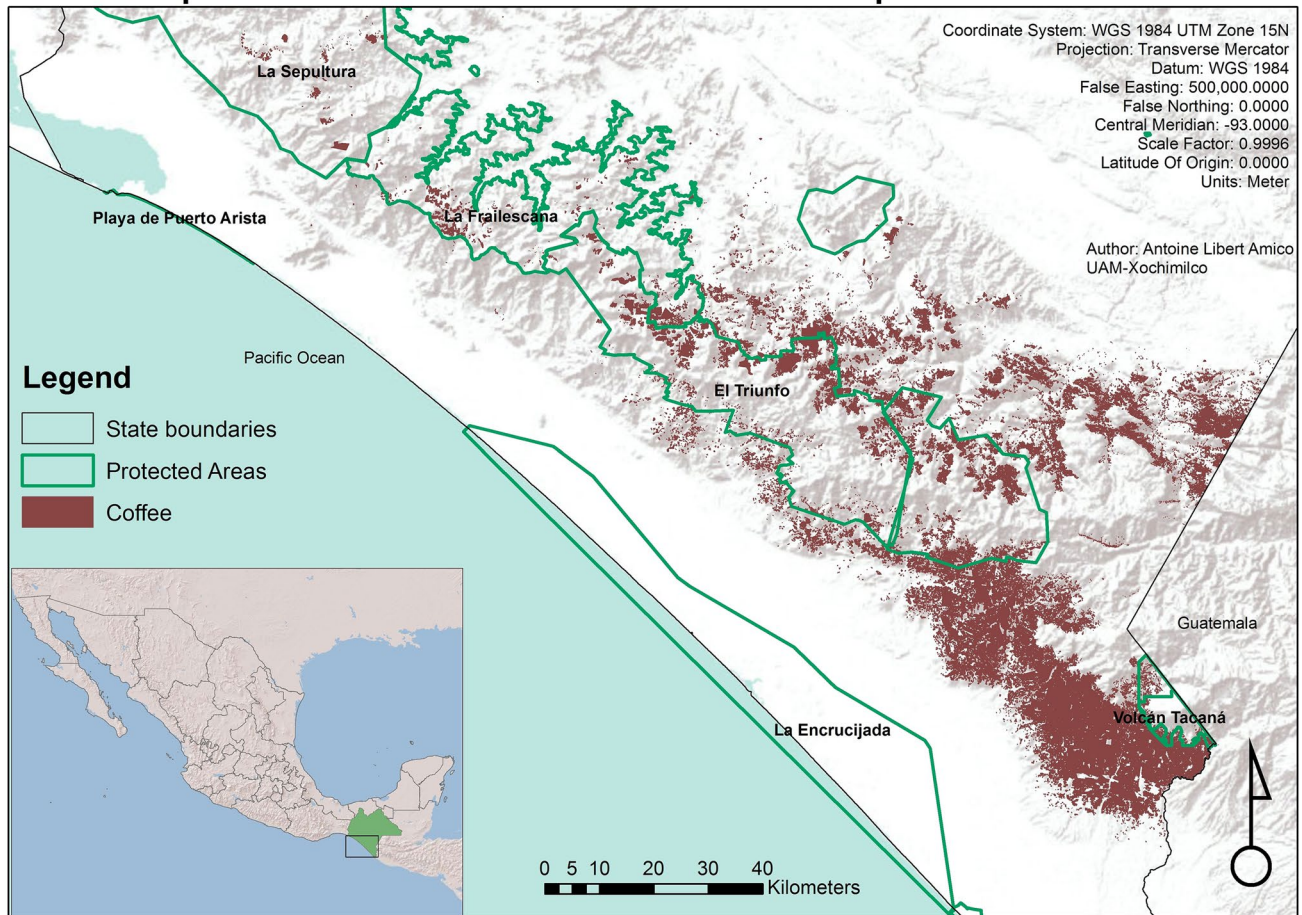 Coordinate System: WGS 1984 UTM Zone 15N
Projection: Transverse Mercator
Datum: WGS 1984
False Easting: 500,000.0000
False Northing: 0.0000
Central Meridian: -93.0000
Scale Factor: 0.9996
Latitude Of Origin: 0.0000
Units: Meter
La Sepultura
Playa de Puerto Arista
La Frailescana
Author: Antoine Libert Amico
UAM-Xochimilco
Pacific Ocean
Legend
State boundaries
Protected Areas
Coffee
El Triunfo
Guatemala
Volcán Tacaná
La Encrucijada
0 5 10 20 30 40
Kilometers